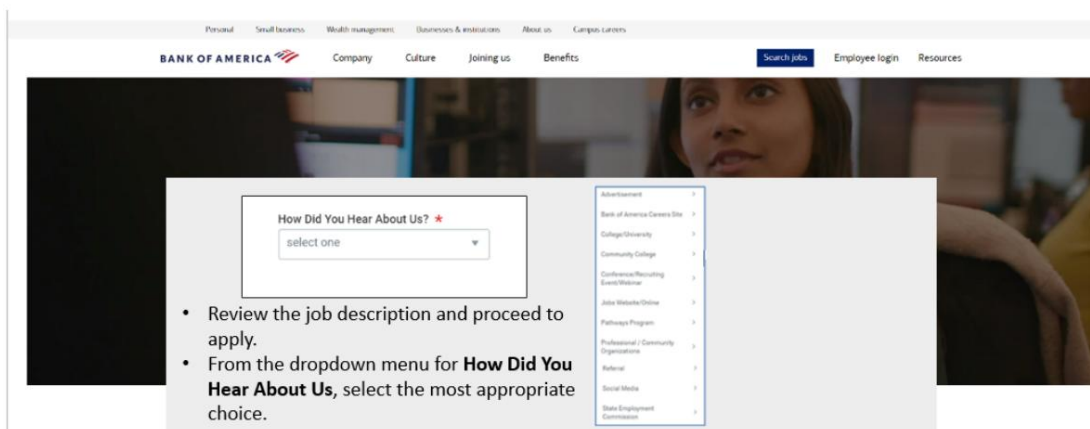 Personal Small business Wealth management Businesses & institutions About us Campus careers
BANK OF AMERICA Company Culture Joining us Benefits Search jobs Employee login Resources
How Did You Hear About Us? *
select one
• Review the job description and proceed to
apply.
• From the dropdown menu for How Did You
Hear About Us, select the most appropriate
choice.
Advertisement
Bank of America Careers Site
College/University
Community College
Conference/Recruiting
Event/Webinar
Jobs Website/Online
Pathways Program
Professional / Community
Organizations
Referral
Social Media
State Employment
Commission